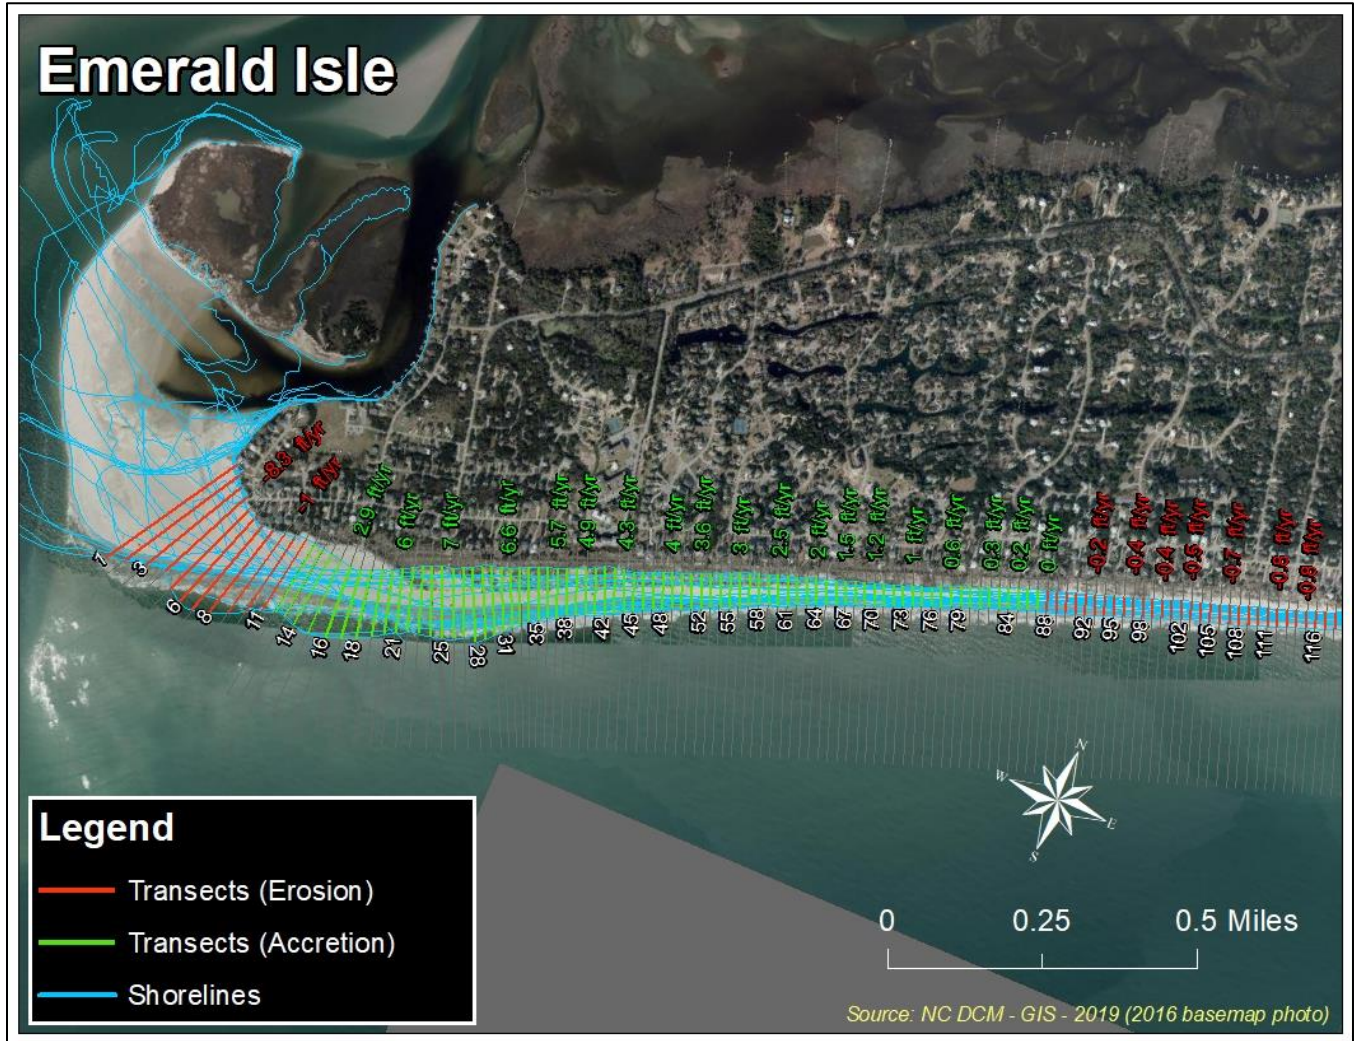 Emerald Isle
-8.3 ft/yr
-1 ft/yr
2.9 ft/yr
6 ft/yr
7 ft/yr
6.6 ft/yr
5.7 ft/yr
4.9 ft/yr
4.3 ft/yr
4 ft/yr
3.6 ft/yr
3 ft/yr
2.5 ft/yr
2 ft/yr
1.5 ft/yr
1.2 ft/yr
1 ft/yr
0.6 ft/yr
0.3 ft/yr
0.2 ft/yr
0 ft/yr
-0.2 ft/yr
-0.4 ft/yr
-0.4 ft/yr
-0.5 ft/yr
-0.7 ft/yr
-0.8 ft/yr
-0.9 ft/yr
1
3
6
8
11
14
16
18
21
25
28
31
35
38
42
45
48
52
55
58
61
64
67
70
73
76
79
84
88
92
95
98
102
105
108
111
116
N
W
E
S
Legend
Transects (Erosion)
Transects (Accretion)
Shorelines
0 0.25 0.5 Miles
Source: NC DCM - GIS - 2019 (2016 basemap photo)